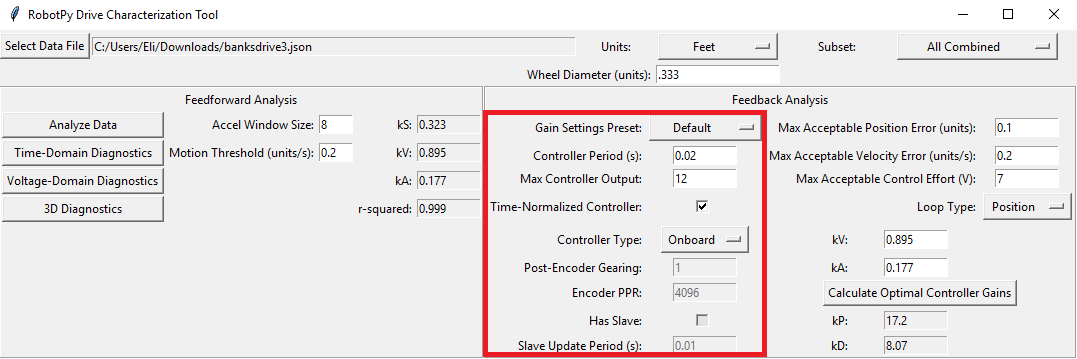 RobotPy Drive Characterization Tool
Select Data File C:/Users/Eli/Downloads/banksdrive3.json Units: Feet Subset: All Combined
Wheel Diameter (units): .333
Feedforward Analysis
Analyze Data Accel Window Size: 8 kS: 0.323
Time-Domain Diagnostics Motion Threshold (units/s): 0.2 kV: 0.895
Voltage-Domain Diagnostics kA: 0.177
3D Diagnostics r-squared: 0.999
Feedback Analysis
Gain Settings Preset: Default Max Acceptable Position Error (units): 0.1
Controller Period (s): 0.02 Max Acceptable Velocity Error (units/s): 0.2
Max Controller Output: 12 Max Acceptable Control Effort (V): 7
Time-Normalized Controller: Loop Type: Position
Controller Type: Onboard kV: 0.895
Post-Encoder Gearing: 1 kA: 0.177
Encoder PPR: 4096 Calculate Optimal Controller Gains
Has Slave: kP: 17.2
Slave Update Period (s): 0.01 kD: 8.07